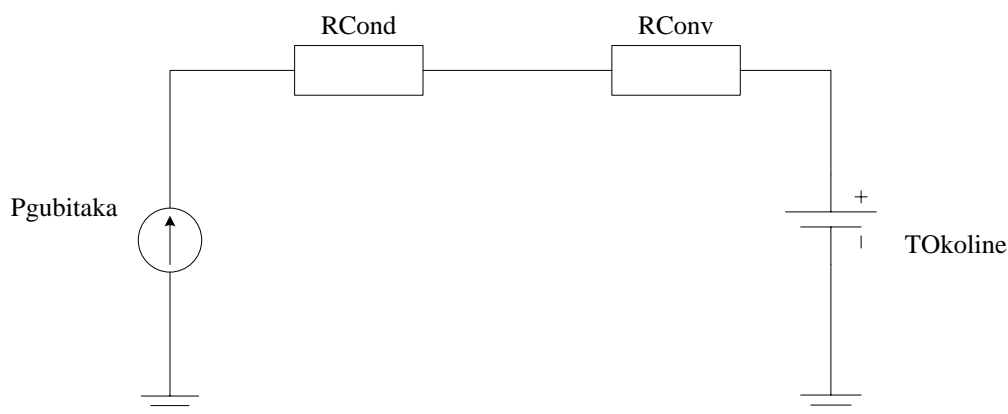 RCond
RConv
Pgubitaka
+
–
TOkoline